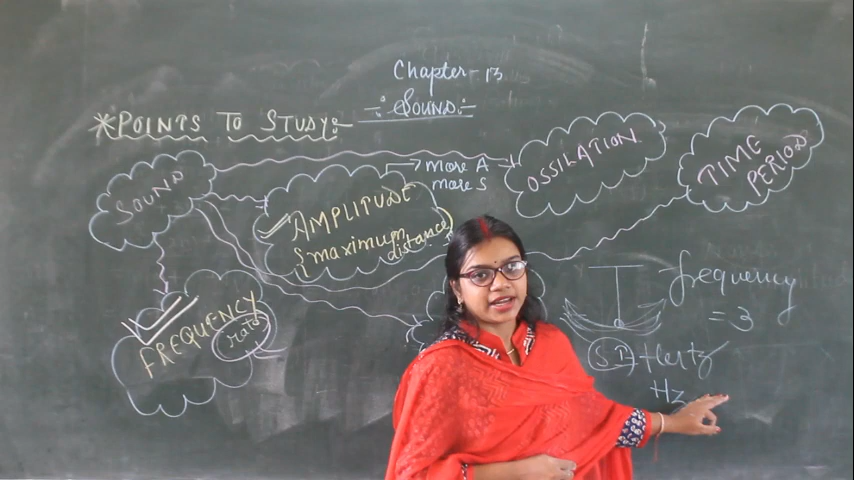 Chapter-13
-: SOUND:-
*POINTS TO STUDY:-
SOUND
AMPLITUDE
maximum
distance
More A
More S
OSSILATION
TIME
PERIOD
FREQUENCY
rate
frequency
= 3
SI Hertz
Hz